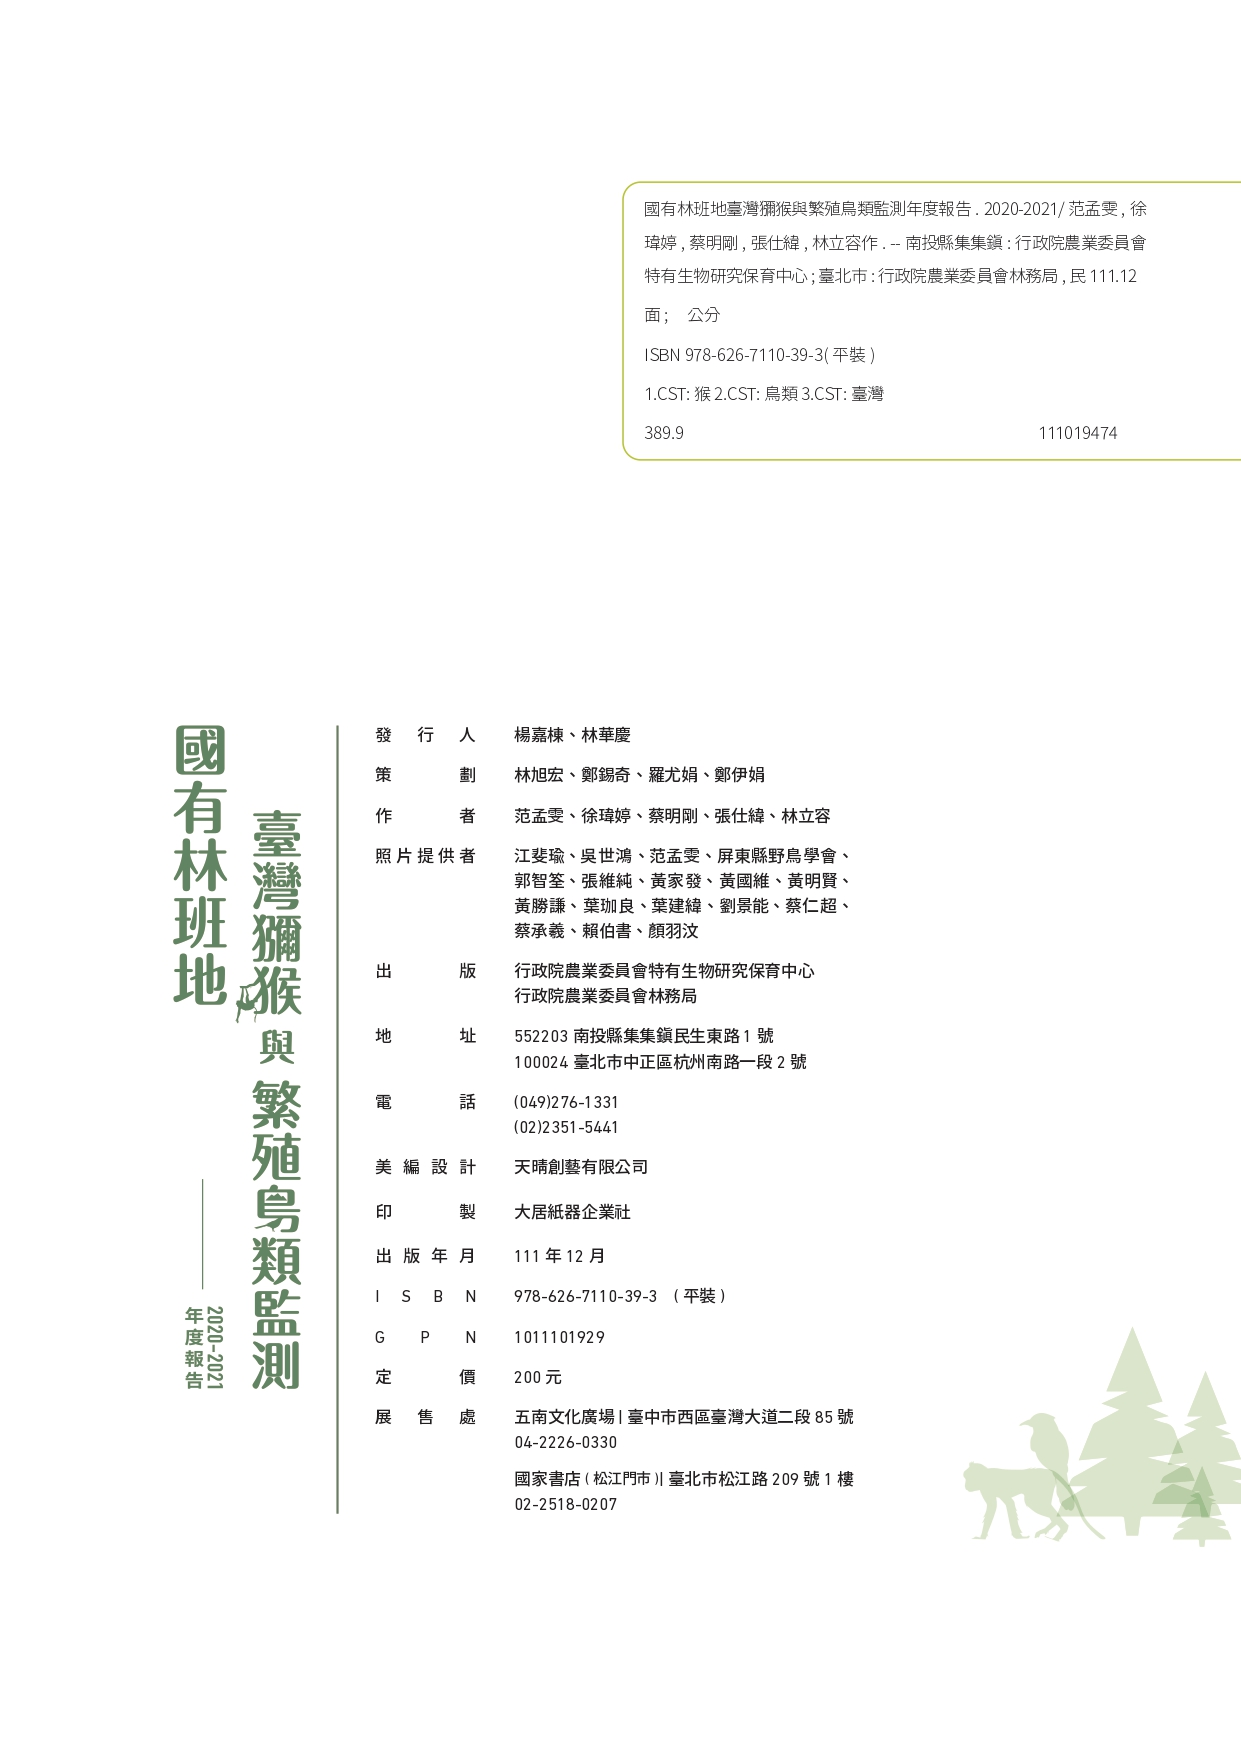 國有林班地臺灣獼猴與繁殖鳥類監測年度報告 . 2020-2021/ 范孟雯 , 徐
瑋婷 , 蔡明剛 , 張仕緯 , 林立容作 . -- 南投縣集集鎮 : 行政院農業委員會
特有生物研究保育中心 ; 臺北市 : 行政院農業委員會林務局 , 民 111.12
面 ;　公分
ISBN 978-626-7110-39-3( 平裝 )
1.CST: 猴 2.CST: 鳥類 3.CST: 臺灣
389.9　111019474
國有林班地
臺灣獼猴與繁殖鳥類監測
2020-2021
年度報告
發行人　楊嘉棟、林華慶
策劃　林旭宏、鄭錫奇、羅尤娟、鄭伊娟
作者　范孟雯、徐瑋婷、蔡明剛、張仕緯、林立容
照片提供者　江斐瑜、吳世鴻、范孟雯、屏東縣野鳥學會、
郭智筌、張維純、黃家發、黃國維、黃明賢、
黃勝謙、葉珈良、葉建緯、劉景能、蔡仁超、
蔡承羲、賴伯書、顏羽汶
出版　行政院農業委員會特有生物研究保育中心
行政院農業委員會林務局
地址　552203 南投縣集集鎮民生東路 1 號
100024 臺北市中正區杭州南路一段 2 號
電話　(049)276-1331
(02)2351-5441
美編設計　天晴創藝有限公司
印製　大居紙器企業社
出版年月　111 年 12 月
ISBN　978-626-7110-39-3　( 平裝 )
GPN　1011101929
定價　200 元
展售處　五南文化廣場 | 臺中市西區臺灣大道二段 85 號
04-2226-0330
國家書店 ( 松江門市 )| 臺北市松江路 209 號 1 樓
02-2518-0207